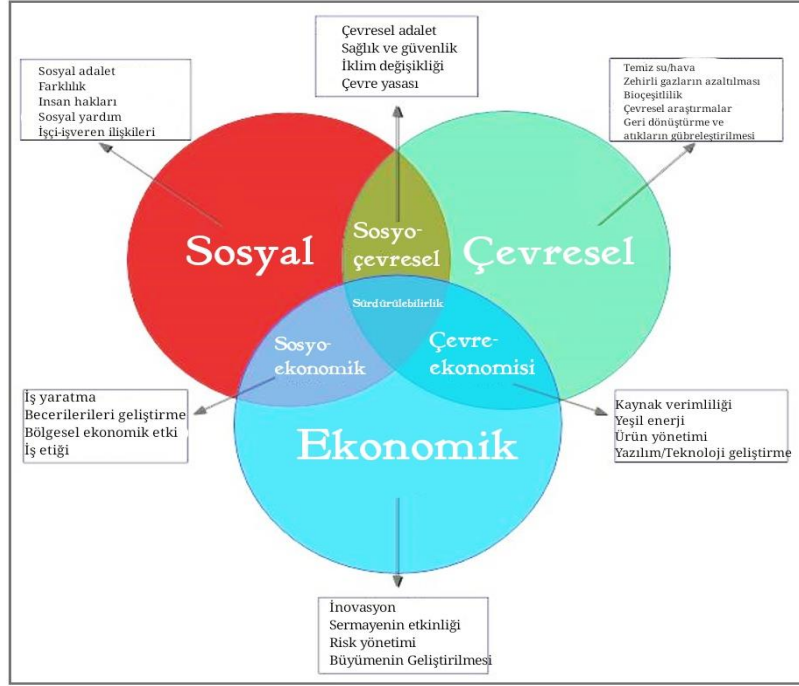 Çevresel adalet
Sağlık ve güvenlik
İklim değişikliği
Çevre yasası
Sosyal adalet
Farklılık
Insan hakları
Sosyal yardım
İşçi-işveren ilişkileri
Temiz su/hava
Zehirli gazların azaltılması
Bioçeşitlilik
Çevresel araştırmalar
Geri dönüştürme ve
atıkların gübreleştirilmesi
Sosyal
Sosyo-
çevresel
Çevresel
Sürdürülebilirlik
Sosyo-
ekonomik
Çevre-
ekonomisi
İş yaratma
Becerilerileri geliştirme
Bölgesel ekonomik etki
İş etiği
Kaynak verimliliği
Yeşil enerji
Ürün yönetimi
Yazılım/Teknoloji geliştirme
Ekonomik
İnovasyon
Sermayenin etkinliği
Risk yönetimi
Büyümenin Geliştirilmesi